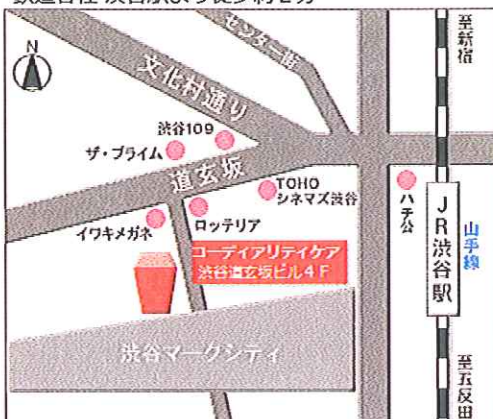 鉄道各社 渋谷駅より徒歩約2分
N
センター街
至新宿
文化村通り
渋谷109
ザ・プライム
道玄坂
TOHO
シネマズ渋谷
ハチ公
JR渋谷駅
山手線
ロッテリア
イワキメガネ
コーディアリティケア
渋谷道玄坂ビル4F
渋谷マークシティ
至五反田